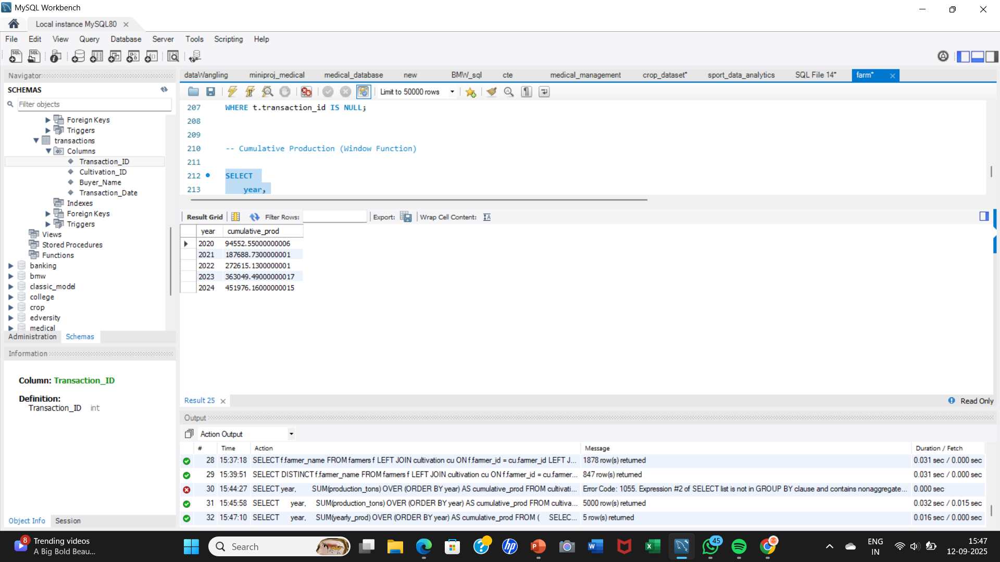 MySQL Workbench
Local instance MySQL80
File Edit View Query Database Server Tools Scripting Help
Navigator
SCHEMAS
Filter objects
Foreign Keys
Triggers
transactions
Columns
Transaction_ID
Cultivation_ID
Buyer_Name
Transaction_Date
Indexes
Foreign Keys
Triggers
Views
Stored Procedures
Functions
banking
bmw
classic_model
college
crop
edversity
medical
Administration Schemas
Information
Column: Transaction_ID
Definition:
Transaction_ID int
Object Info Session
dataWangling miniproj_medical medical_database new BMW_sql cte medical_management crop_dataset* sport_data_analytics SQL File 14* farm*
Limit to 50000 rows
207 WHERE t.transaction_id IS NULL;
208
209
210 -- Cumulative Production (Window Function)
211
212 SELECT
213 year,
Result Grid Filter Rows: Export: Wrap Cell Content:
year cumulative_prod
2020 94552.55000000006
2021 187688.7300000001
2022 272615.1300000001
2023 363049.49000000017
2024 451976.16000000015
Result 25 Read Only
Output
Action Output
# Time Action Message Duration / Fetch
28 15:37:18 SELECT f.farmer_name FROM farmers f LEFT JOIN cultivation cu ON f.farmer_id = cu.farmer_id LEFT J... 1878 row(s) returned 0.031 sec / 0.000 sec
29 15:39:51 SELECT DISTINCT f.farmer_name FROM farmers f LEFT JOIN cultivation cu ON f.farmer_id = cu.farmer... 847 row(s) returned 0.031 sec / 0.000 sec
30 15:44:27 SELECT year, SUM(production_tons) OVER (ORDER BY year) AS cumulative_prod FROM cultivati... Error Code: 1055. Expression #2 of SELECT list is not in GROUP BY clause and contains nonaggregate... 0.000 sec
31 15:45:58 SELECT year, SUM(production_tons) OVER (ORDER BY year) AS cumulative_prod FROM cultiva... 5000 row(s) returned 0.032 sec / 0.015 sec
32 15:47:10 SELECT year, SUM(yearly_prod) OVER (ORDER BY year) AS cumulative_prod FROM ( SELEC... 5 row(s) returned 0.016 sec / 0.000 sec
8
Trending videos
A Big Bold Beau...
Search
45
ENG
IN
15:47
12-09-2025